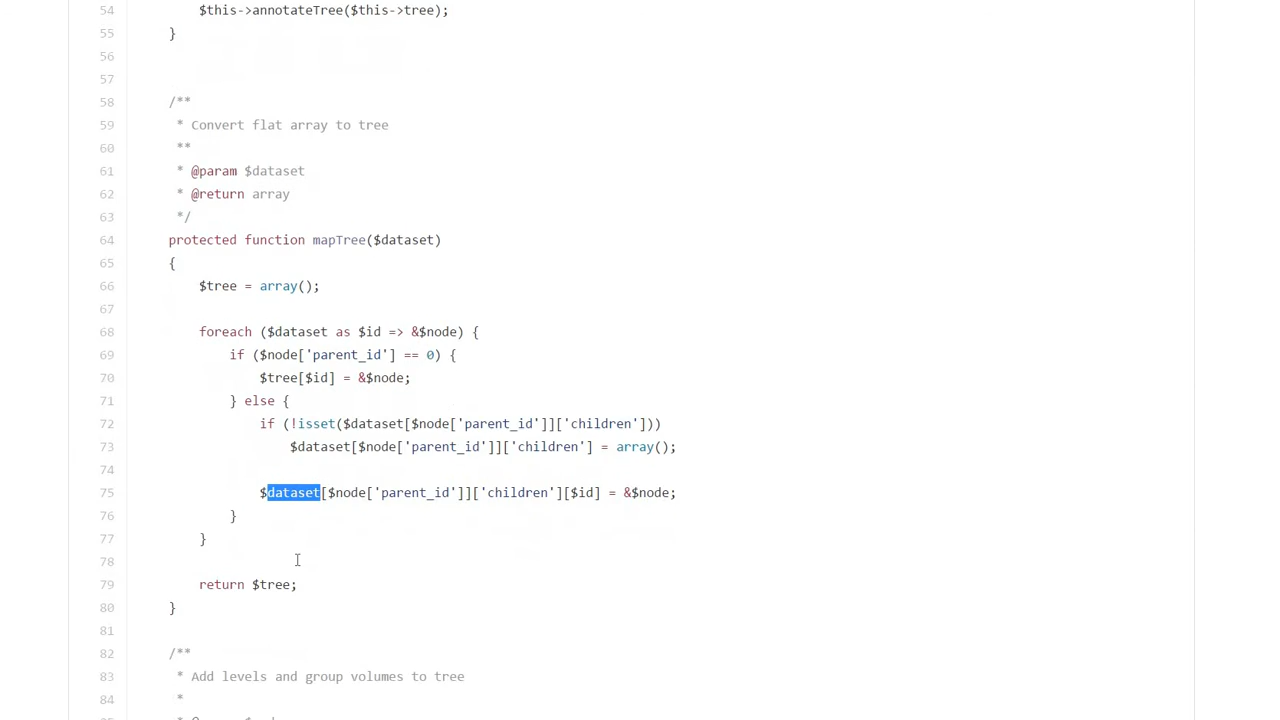 54 $this->annotateTree($this->tree);
55 }
56
57
58 /**
59 * Convert flat array to tree
60 **
61 * @param $dataset
62 * @return array
63 */
64 protected function mapTree($dataset)
65 {
66 $tree = array();
67
68 foreach ($dataset as $id => &$node) {
69 if ($node['parent_id'] == 0) {
70 $tree[$id] = &$node;
71 } else {
72 if (!isset($dataset[$node['parent_id']]['children']))
73 $dataset[$node['parent_id']]['children'] = array();
74
75 $dataset[$node['parent_id']]['children'][$id] = &$node;
76 }
77 }
78
79 return $tree;
80 }
81
82 /**
83 * Add levels and group volumes to tree
84 *